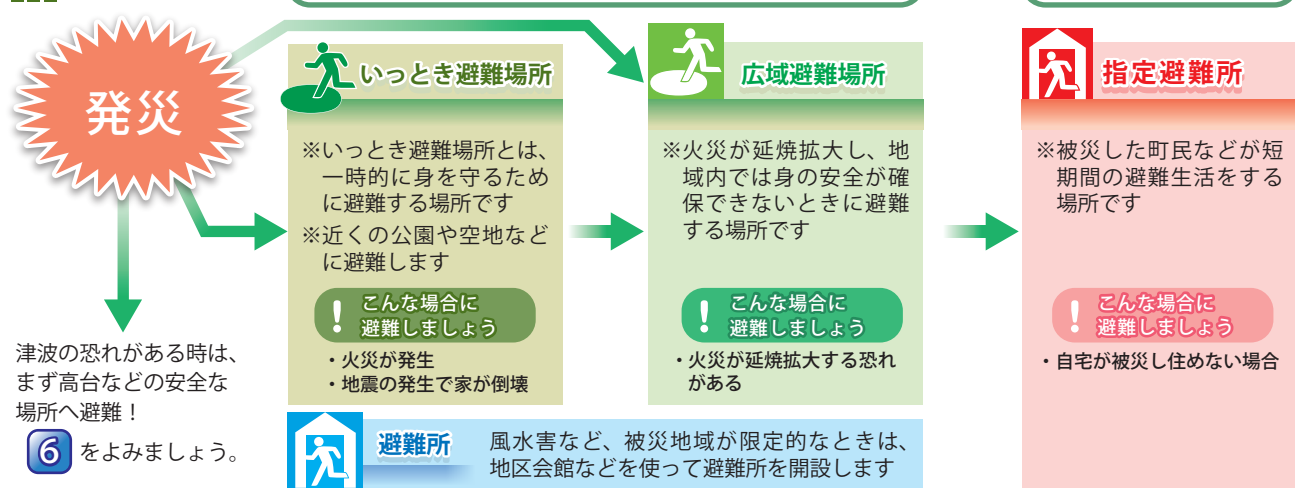 発災
いっとき避難場所
※いっとき避難場所とは、
一時的に身を守るため
に避難する場所です
※近くの公園や空地など
に避難します
! こんな場合に
避難しましょう
・火災が発生
・地震の発生で家が倒壊
広域避難場所
※火災が延焼拡大し、地
域内では身の安全が確
保できないときに避難
する場所です
! こんな場合に
避難しましょう
・火災が延焼拡大する恐れ
がある
指定避難所
※被災した町民などが短
期間の避難生活をする
場所です
! こんな場合に
避難しましょう
・自宅が被災し住めない場合
津波の恐れがある時は、
まず高台などの安全な
場所へ避難！
6 をよみましょう。
避難所
風水害など、被災地域が限定的なときは、
地区会館などを使って避難所を開設します